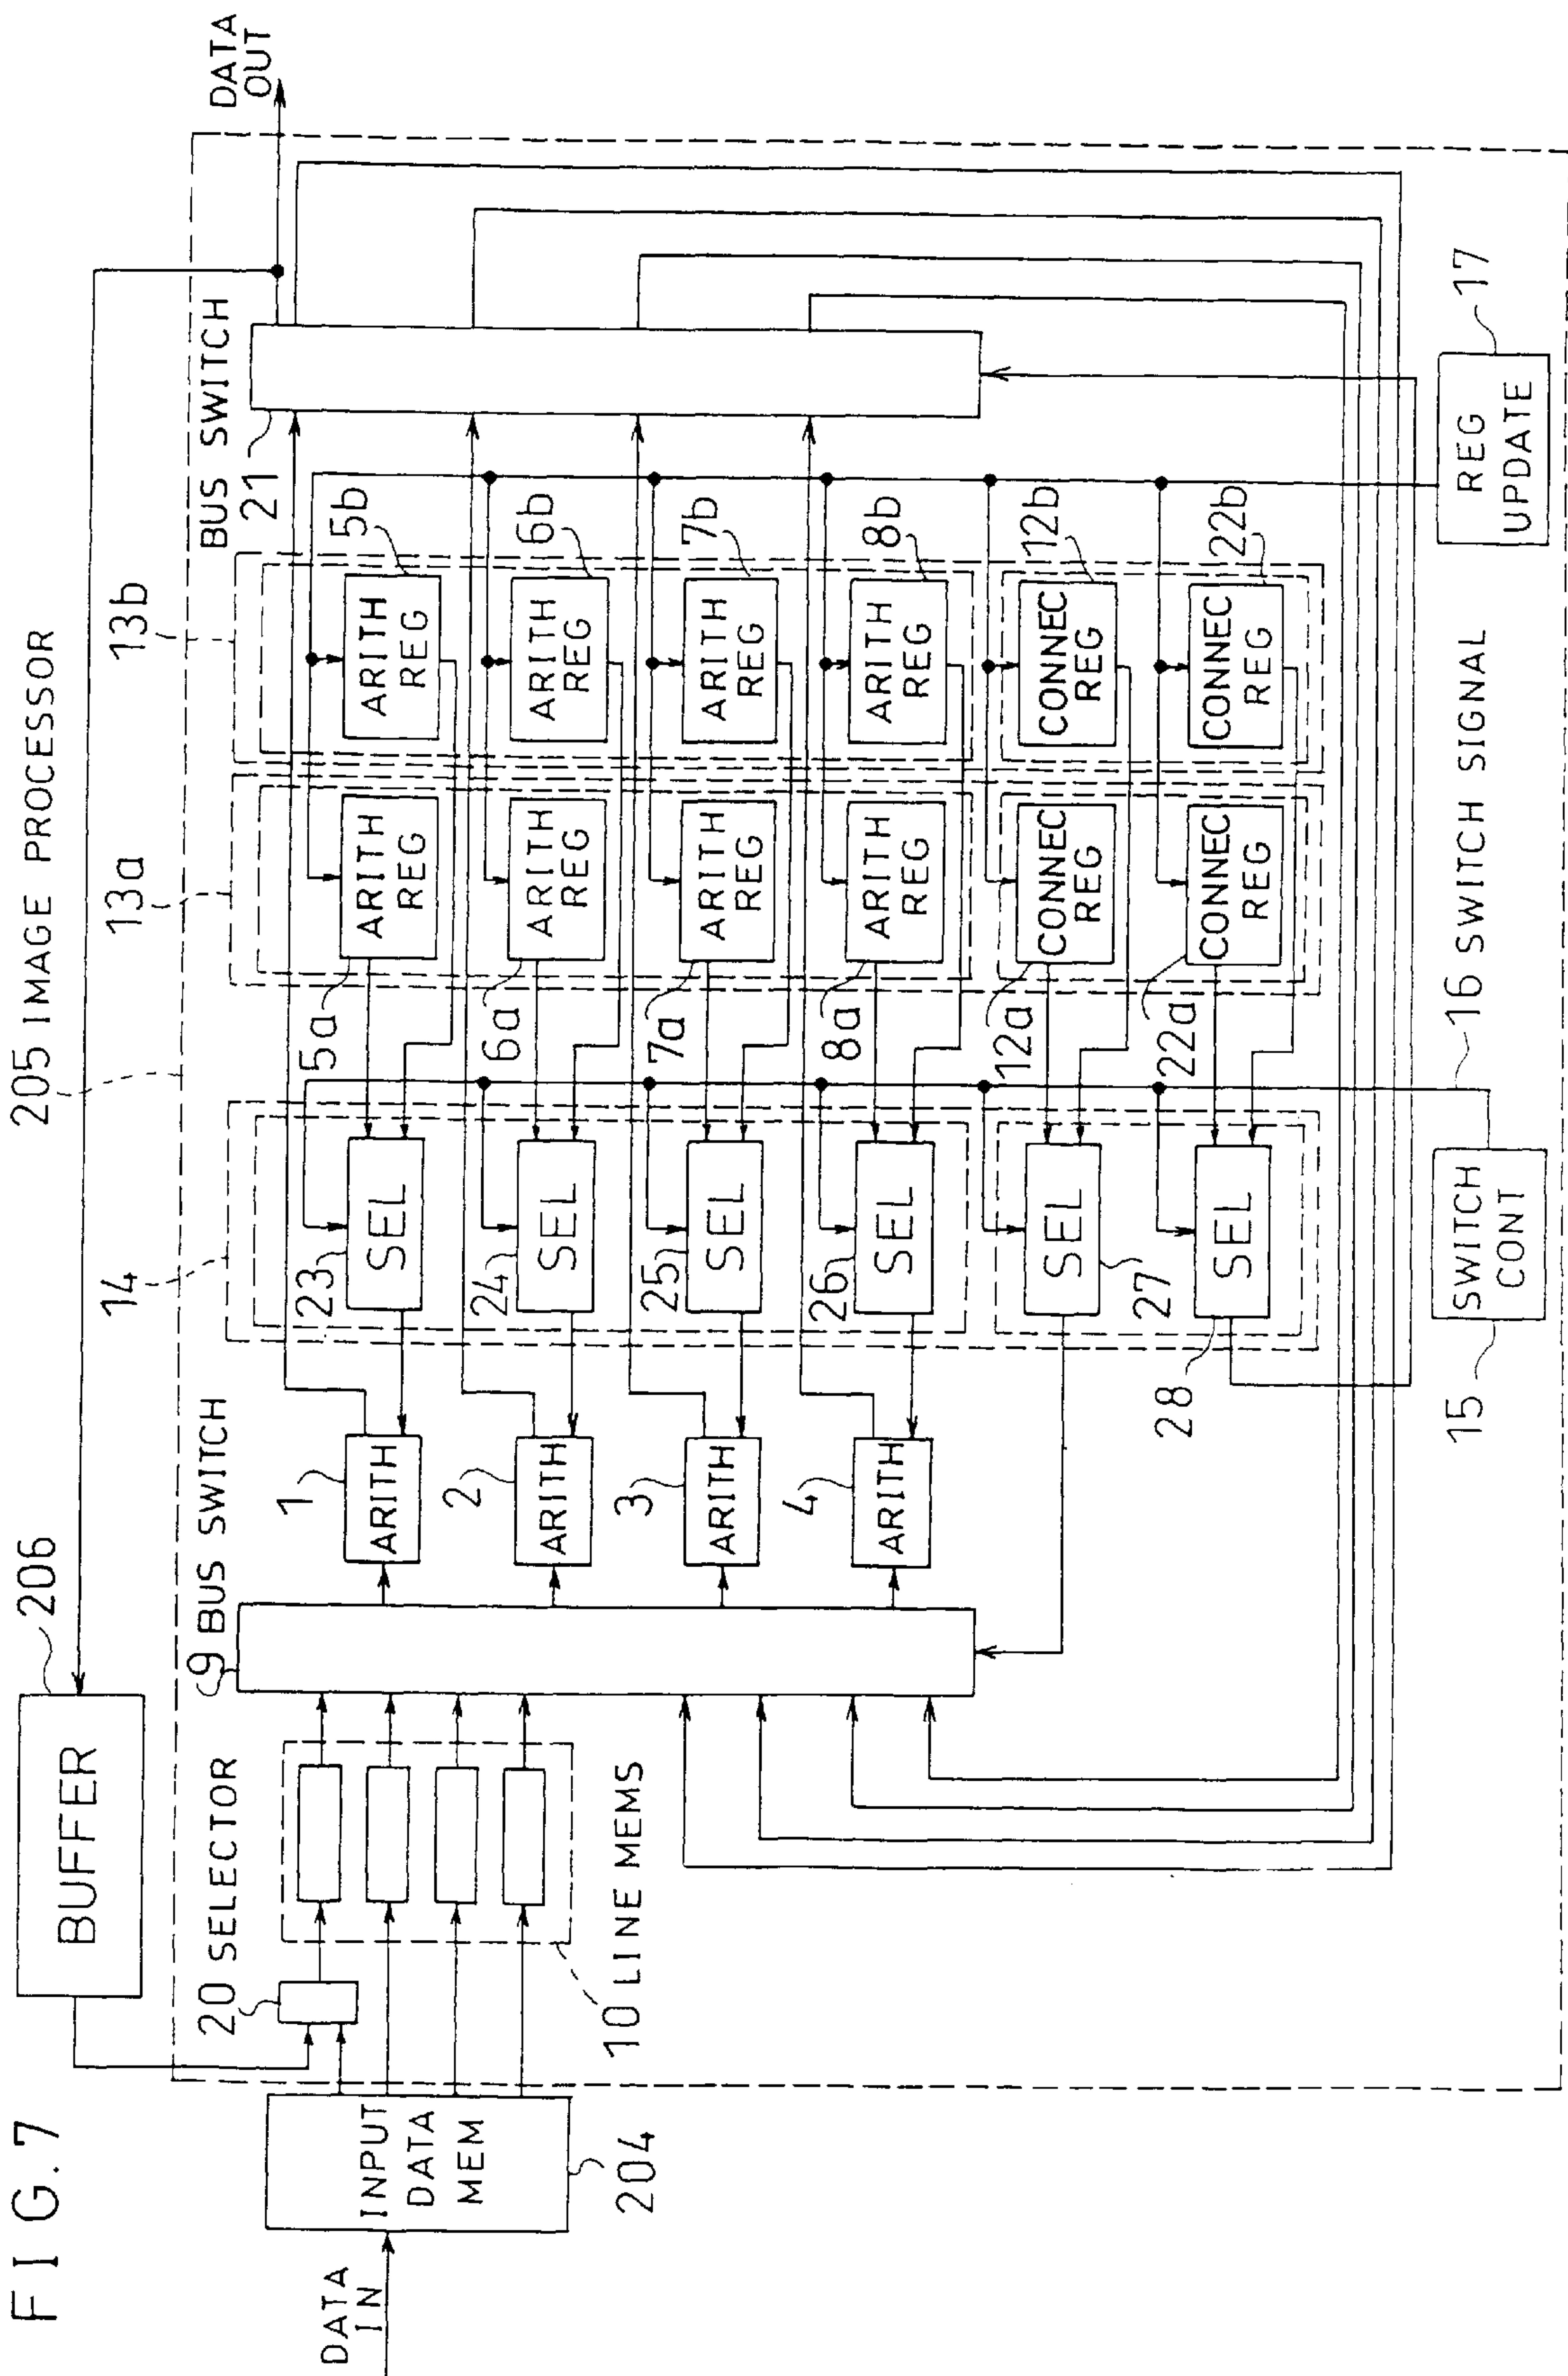 FIG. 7
205 IMAGE PROCESSOR
206
BUFFER
DATA
IN
INPUT
DATA
MEM
204
20 SELECTOR
10 LINE MEMS
9 BUS SWITCH
1
ARITH
2
ARITH
3
ARITH
4
ARITH
14
23
SEL
24
SEL
25
SEL
26
SEL
27
SEL
28
SEL
13a
5a
ARITH
REG
6a
ARITH
REG
7a
ARITH
REG
8a
ARITH
REG
12a
CONNEC
REG
22a
CONNEC
REG
13b
5b
ARITH
REG
6b
ARITH
REG
7b
ARITH
REG
8b
ARITH
REG
12b
CONNEC
REG
22b
CONNEC
REG
BUS SWITCH
21
DATA
OUT
15
SWITCH
CONT
16 SWITCH SIGNAL
17
REG
UPDATE